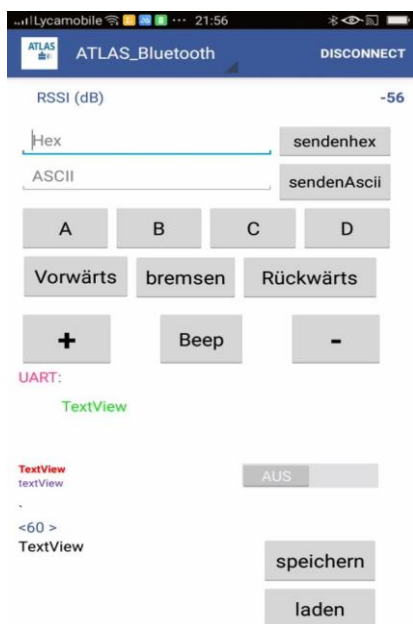 Lycamobile ··· 21:56
ATLAS ATLAS_Bluetooth DISCONNECT
RSSI (dB) -56
Hex sendenhex
ASCII sendenAscii
A B C D
Vorwärts bremsen Rückwärts
+ Beep -
UART:
TextView
TextView
textView AUS
`
<60 >
TextView
speichern
laden